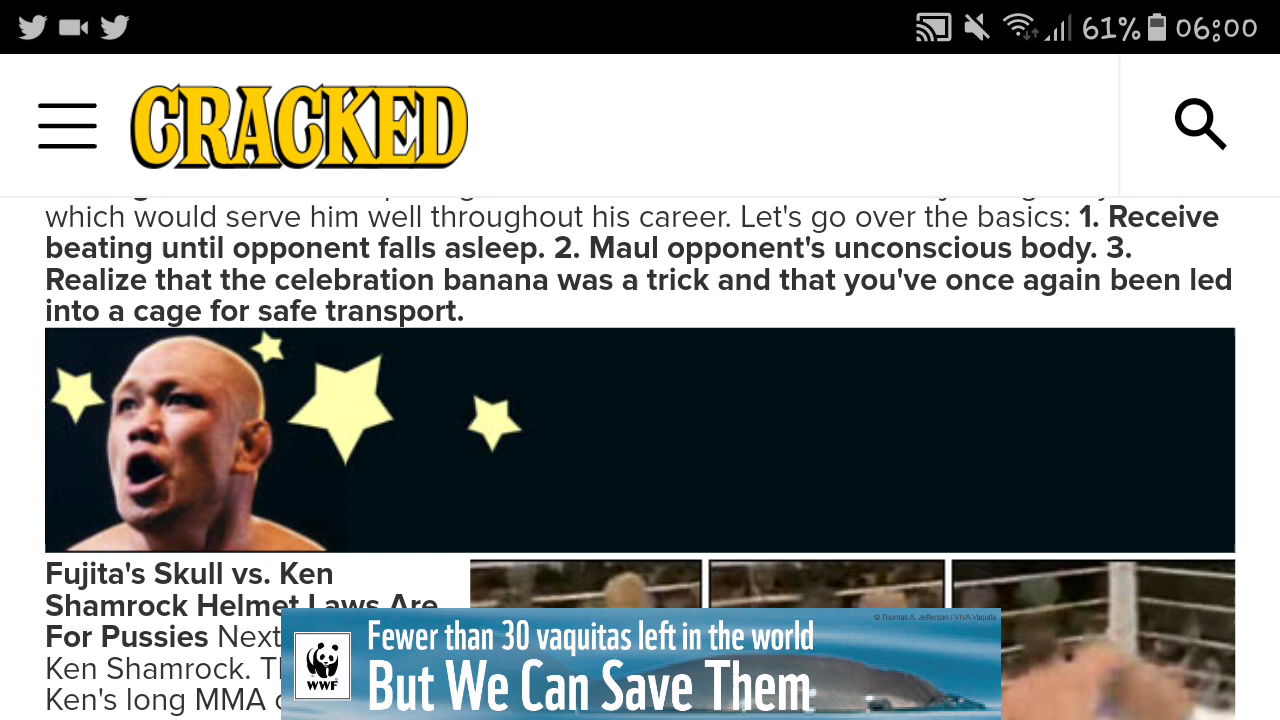 61% 06:00
CRACKED
which would serve him well throughout his career. Let's go over the basics: 1. Receive
beating until opponent falls asleep. 2. Maul opponent's unconscious body. 3.
Realize that the celebration banana was a trick and that you've once again been led
into a cage for safe transport.
Fujita's Skull vs. Ken
Shamrock Helmet Laws Are
For Pussies Next
Ken Shamrock.
Ken's long MMA
© Thomas A. Jefferson / VIVA Vaquita
Fewer than 30 vaquitas left in the world
But We Can Save Them
WWF